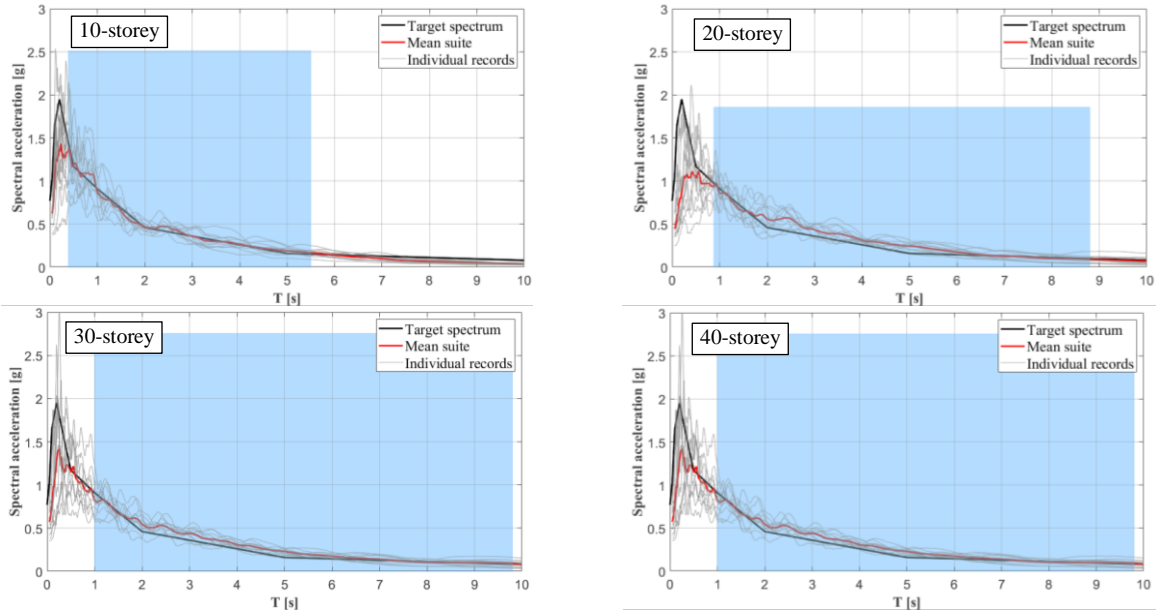 10-storey
Target spectrum
Mean suite
Individual records
Spectral acceleration [g]
3
2.5
2
1.5
1
0.5
0
0 1 2 3 4 5 6 7 8 9 10
T [s]
20-storey
Target spectrum
Mean suite
Individual records
Spectral acceleration [g]
3
2.5
2
1.5
1
0.5
0
0 1 2 3 4 5 6 7 8 9 10
T [s]
30-storey
Target spectrum
Mean suite
Individual records
Spectral acceleration [g]
3
2.5
2
1.5
1
0.5
0
0 1 2 3 4 5 6 7 8 9 10
T [s]
40-storey
Target spectrum
Mean suite
Individual records
Spectral acceleration [g]
3
2.5
2
1.5
1
0.5
0
0 1 2 3 4 5 6 7 8 9 10
T [s]